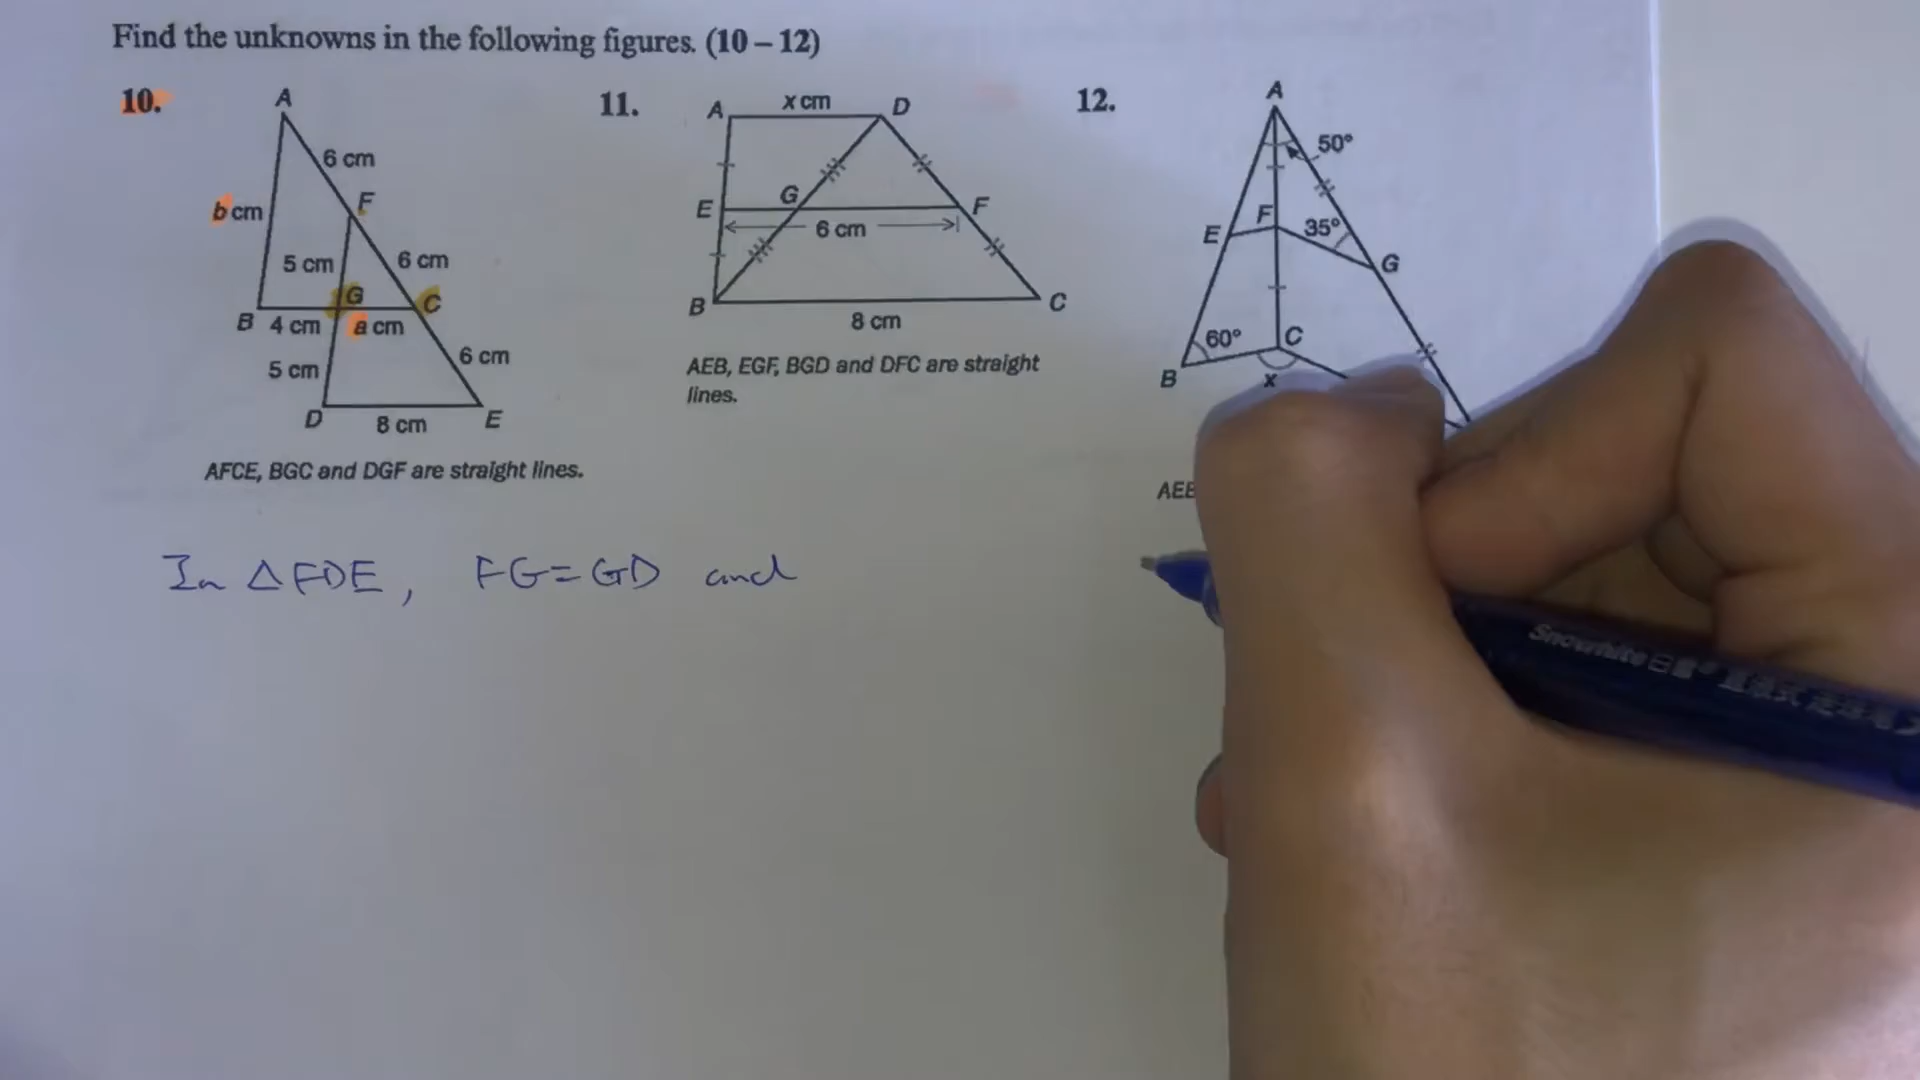 Find the unknowns in the following figures. (10 – 12)
10.
A
6 cm
F
b cm
5 cm
6 cm
G
C
B
4 cm
a cm
6 cm
5 cm
D
8 cm
E
AFCE, BGC and DGF are straight lines.
11.
A
x cm
D
E
G
F
6 cm
B
C
8 cm
AEB, EGF, BGD and DFC are straight
lines.
12.
A
50°
F
35°
E
G
60°
C
B
x
AEB
In △FDE, FG=GD and
Snowhite